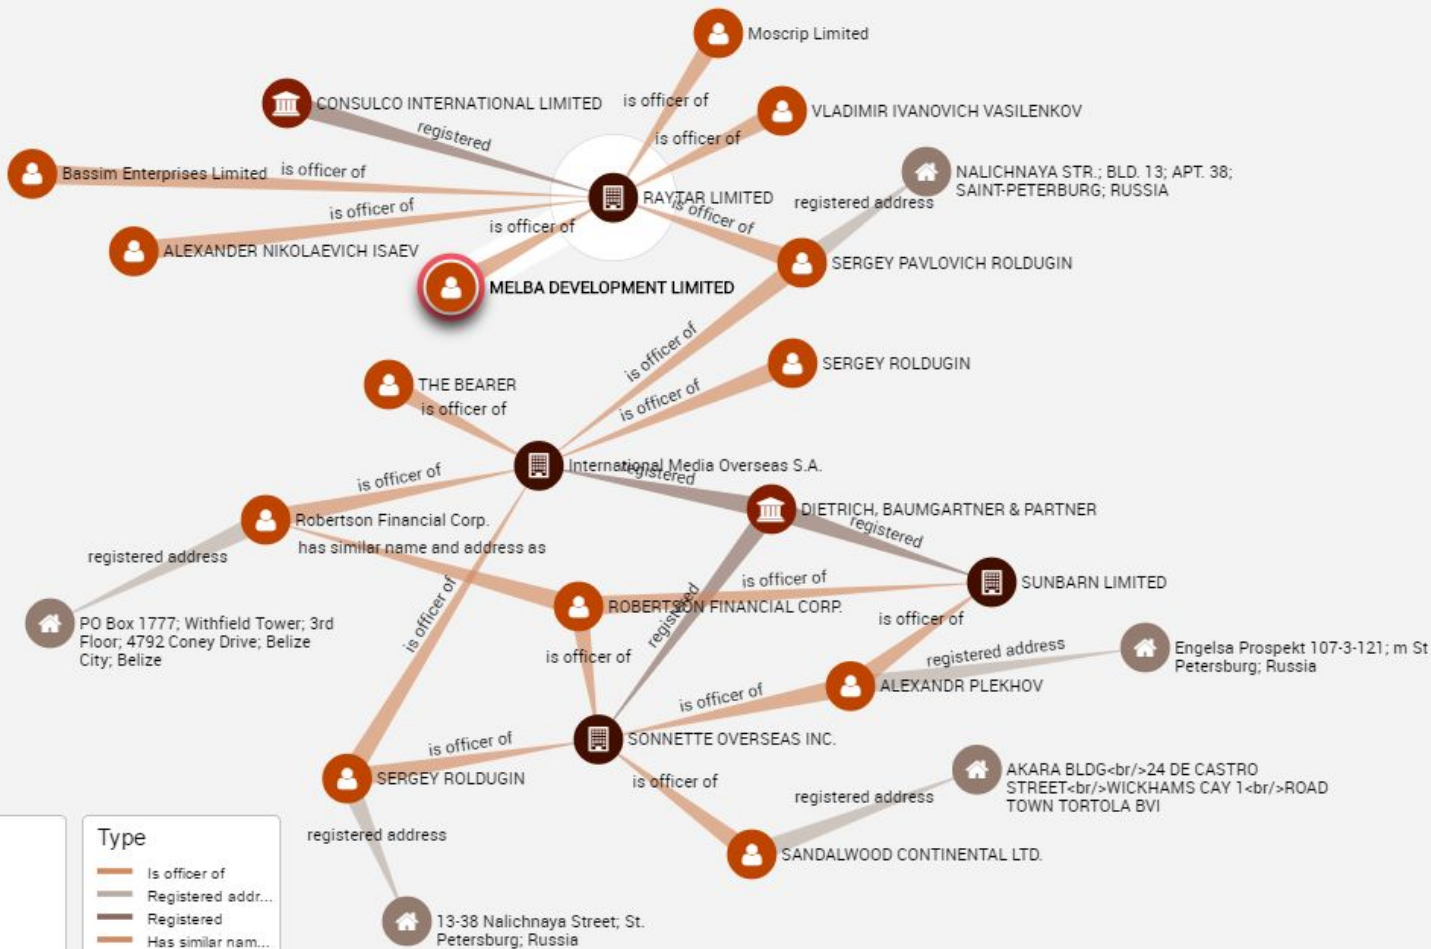 Moscrip Limited
CONSULCO INTERNATIONAL LIMITED
is officer of
VLADIMIR IVANOVICH VASILENKOV
registered
is officer of
Bassim Enterprises Limited
is officer of
NALICHNAYA STR.; BLD. 13; APT. 38;
SAINT-PETERBURG; RUSSIA
RAYTAR LIMITED
registered address
is officer of
is officer of
is officer of
ALEXANDER NIKOLAEVICH ISAEV
SERGEY PAVLOVICH ROLDUGIN
MELBA DEVELOPMENT LIMITED
is officer of
SERGEY ROLDUGIN
THE BEARER
is officer of
is officer of
International Media Overseas S.A.
registered
is officer of
DIETRICH, BAUMGARTNER & PARTNER
Robertson Financial Corp.
registered
has similar name and address as
registered address
is officer of
SUNBARN LIMITED
ROBERTSON FINANCIAL CORP.
registered
is officer of
is officer of
PO Box 1777; Withfield Tower; 3rd
Floor; 4792 Coney Drive; Belize
City; Belize
is officer of
registered address
Engelsa Prospekt 107-3-121; m St
Petersburg; Russia
ALEXANDR PLEKHOV
is officer of
SONNETTE OVERSEAS INC.
is officer of
SERGEY ROLDUGIN
is officer of
AKARA BLDG<br/>24 DE CASTRO
STREET<br/>WICKHAMS CAY 1<br/>ROAD
TOWN TORTOLA BVI
registered address
registered address
SANDALWOOD CONTINENTAL LTD.
13-38 Nalichnaya Street; St.
Petersburg; Russia
Type
Is officer of
Registered addr...
Registered
Has similar nam...